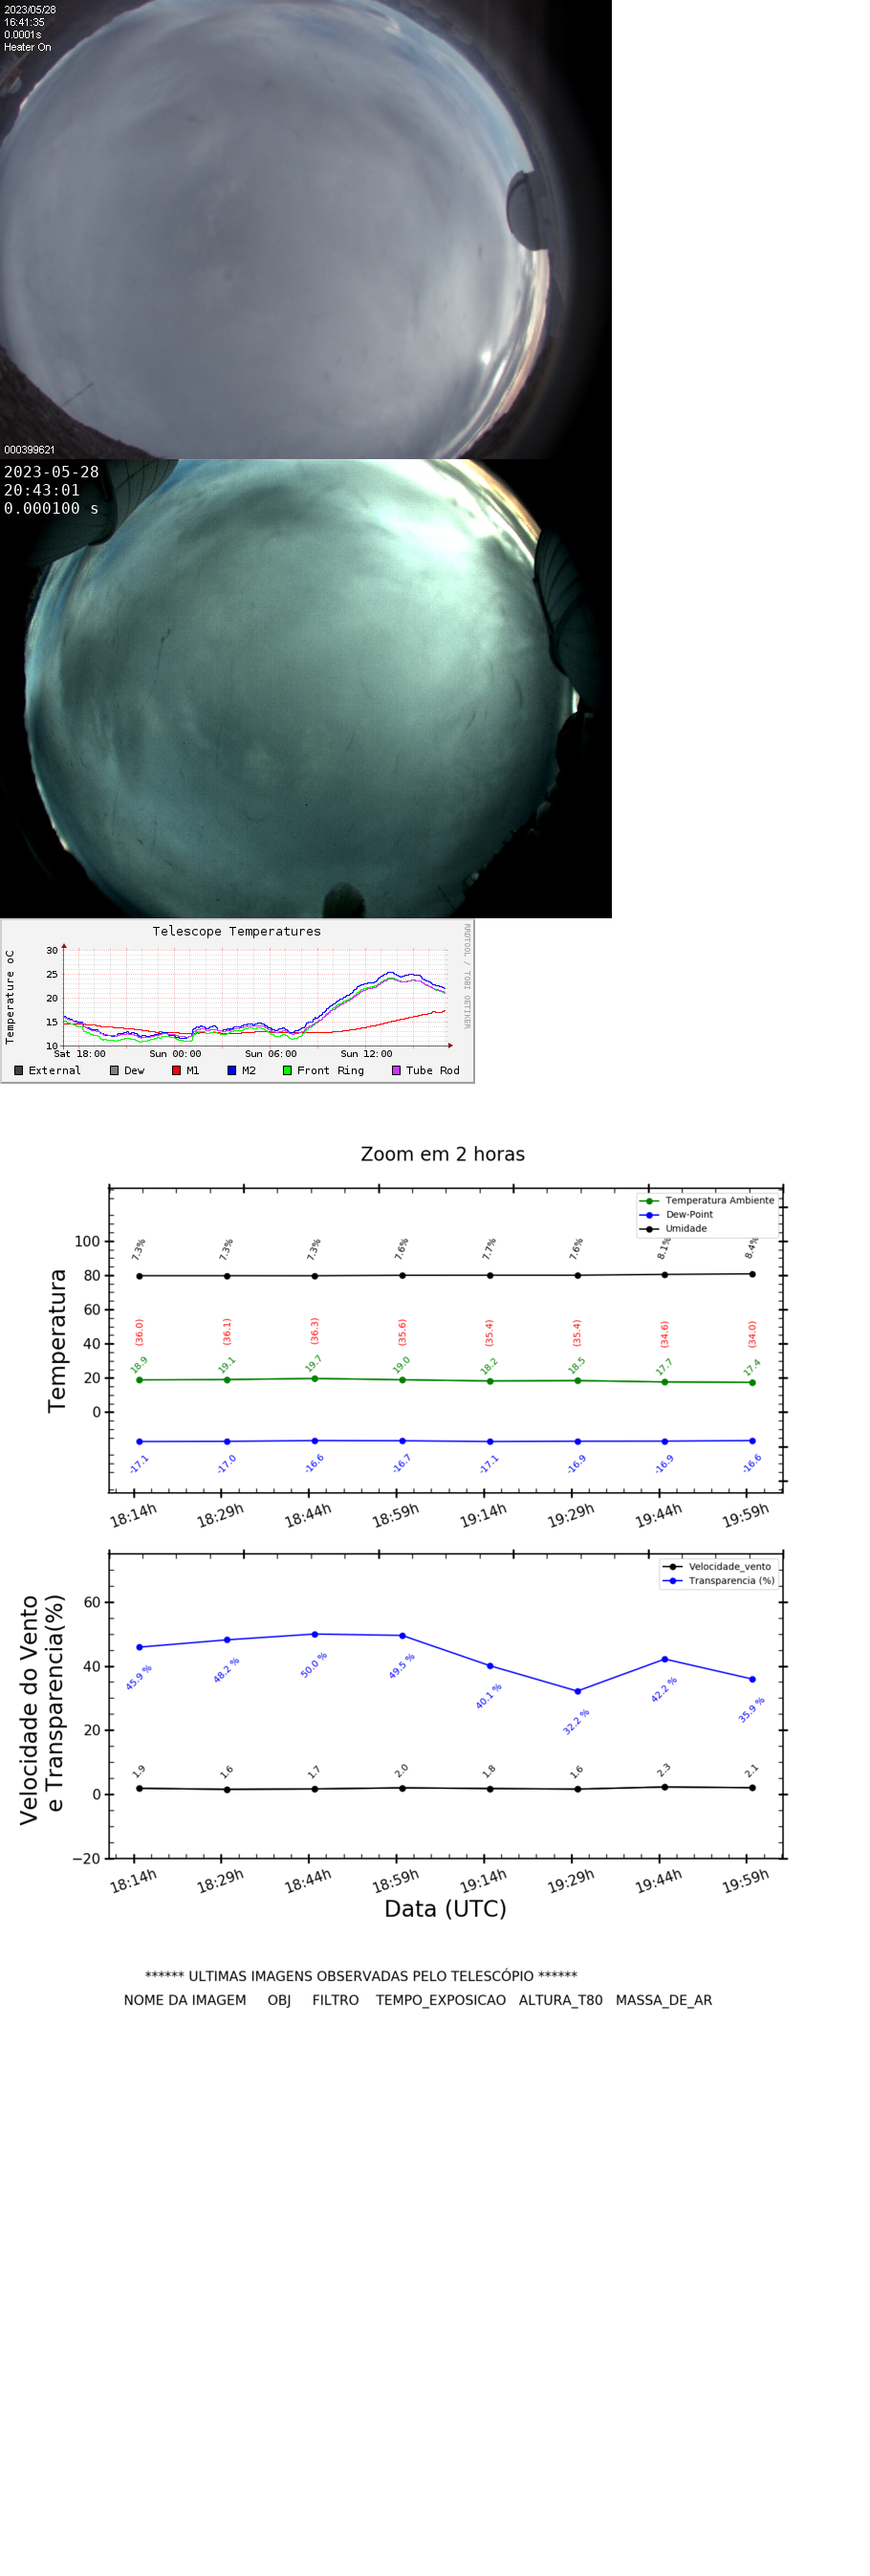 2023/05/28
16:41:35
0.0001s
Heater On
000399621
2023-05-28
20:43:01
0.000100 s
Telescope Temperatures
RRDTOOL / TOBI OETIKER
Temperature oC
30
25
20
15
10
Sat 18:00 Sun 00:00 Sun 06:00 Sun 12:00
External Dew M1 M2 Front Ring Tube Rod
Zoom em 2 horas
Temperatura Ambiente
Dew-Point
Umidade
Temperatura
100
80
60
40
20
0
7.3% 7.3% 7.3% 7.6% 7.7% 7.6% 8.1% 8.4%
(36.0) (36.1) (36.3) (35.6) (35.4) (35.4) (34.6) (34.0)
18.9 19.1 19.7 19.0 18.2 18.5 17.7 17.4
-17.1 -17.0 -16.6 -16.7 -17.1 -16.9 -16.9 -16.6
18:14h 18:29h 18:44h 18:59h 19:14h 19:29h 19:44h 19:59h
Velocidade_vento
Transparencia (%)
Velocidade do Vento
e Transparencia(%)
60
40
20
0
−20
45.9 % 48.2 % 50.0 % 49.5 % 40.1 % 32.2 % 42.2 % 35.9 %
1.9 1.6 1.7 2.0 1.8 1.6 2.3 2.1
18:14h 18:29h 18:44h 18:59h 19:14h 19:29h 19:44h 19:59h
Data (UTC)
****** ULTIMAS IMAGENS OBSERVADAS PELO TELESCÓPIO ******
NOME DA IMAGEM OBJ FILTRO TEMPO_EXPOSICAO ALTURA_T80 MASSA_DE_AR